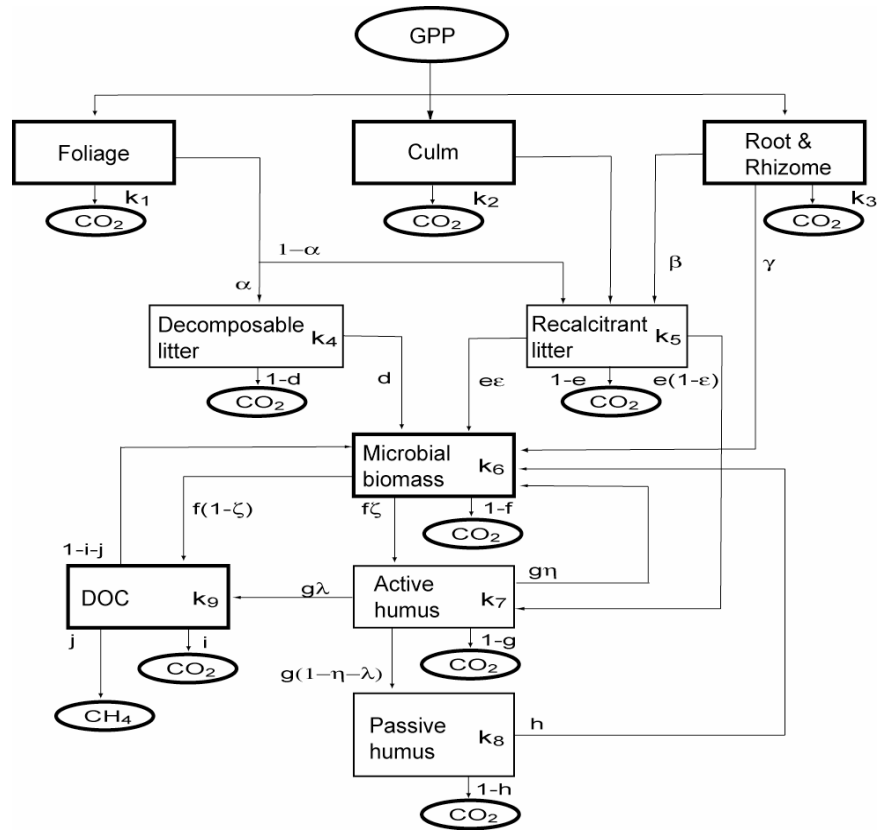 GPP
Foliage
Culm
Root &
Rhizome
k₁
k₂
k₃
CO₂
CO₂
CO₂
1−α
α
β
γ
Decomposable
litter
k₄
Recalcitrant
litter
k₅
1-d
d
eε
1-e
e(1-ε)
CO₂
CO₂
Microbial
biomass
k₆
f(1-ζ)
fζ
1-f
CO₂
1-i-j
gη
DOC
k₉
gλ
Active
humus
k₇
j
i
1-g
CO₂
CO₂
g(1−η−λ)
CH₄
Passive
humus
k₈
h
1-h
CO₂